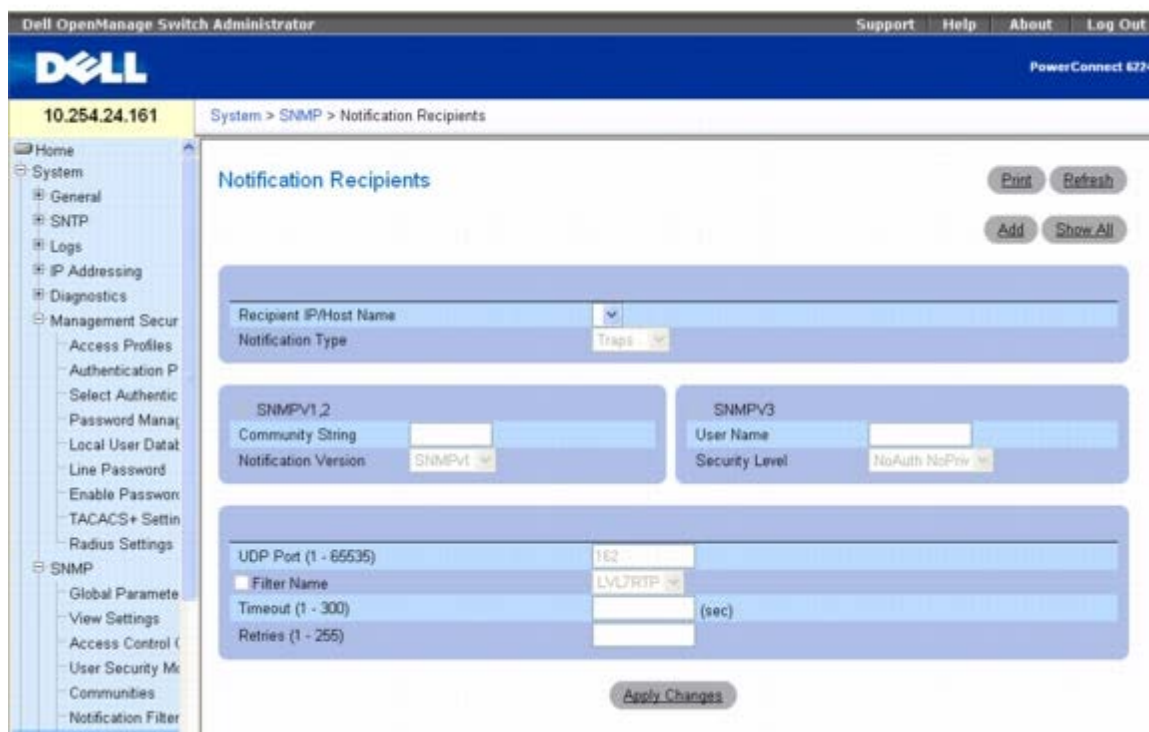 Dell OpenManage Switch Administrator Support Help About Log Out
DELL
PowerConnect 6224
10.254.24.161
System > SNMP > Notification Recipients
Home
System
General
SNTP
Logs
IP Addressing
Diagnostics
Management Secur
Access Profiles
Authentication P
Select Authentic
Password Manag
Local User Datab
Line Password
Enable Password
TACACS+ Settin
Radius Settings
SNMP
Global Paramete
View Settings
Access Control
User Security Mo
Communities
Notification Filter
Notification Recipients
Print Refresh
Add Show All
Recipient IP/Host Name
Notification Type Traps
SNMPV1,2
Community String
Notification Version SNMPv1
SNMPV3
User Name
Security Level NoAuth NoPriv
UDP Port (1 - 65535) 162
Filter Name LVL7RTP
Timeout (1 - 300) (sec)
Retries (1 - 255)
Apply Changes